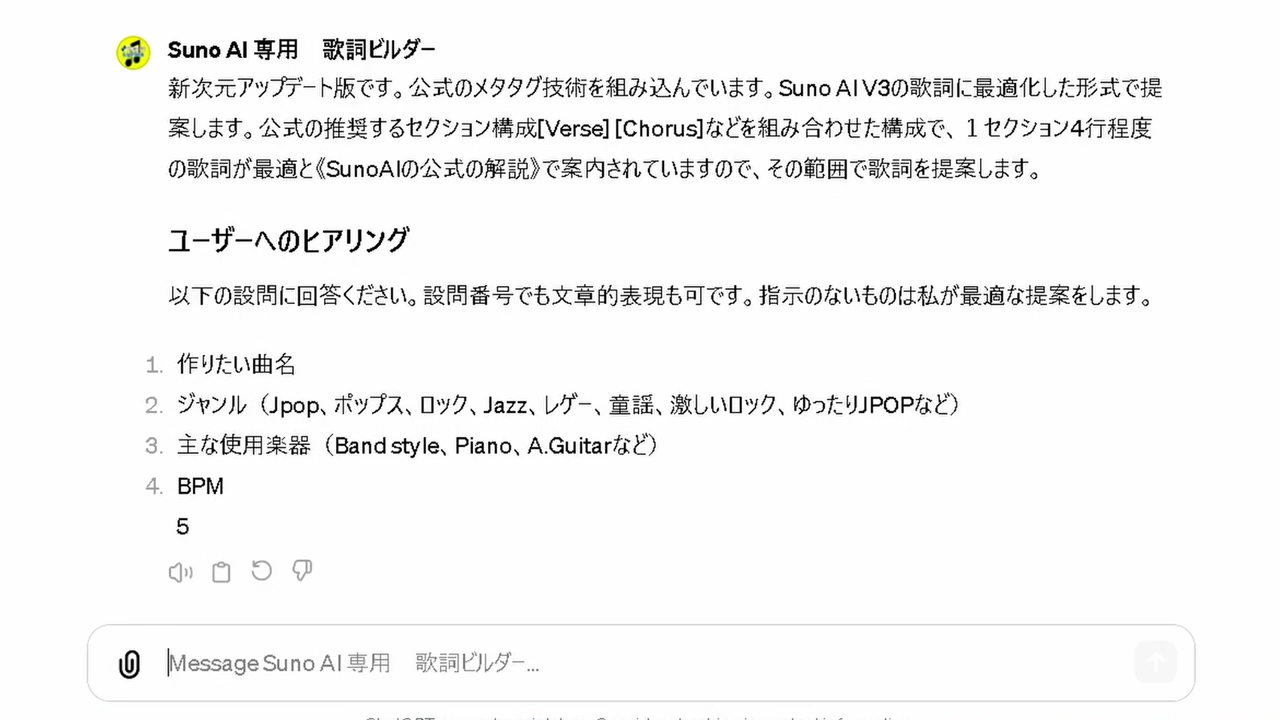 Suno AI 専用　歌詞ビルダー
新次元アップデート版です。公式のメタタグ技術を組み込んでいます。Suno AI V3の歌詞に最適化した形式で提
案します。公式の推奨するセクション構成[Verse] [Chorus]などを組み合わせた構成で、１セクション4行程度
の歌詞が最適と《SunoAIの公式の解説》で案内されていますので、その範囲で歌詞を提案します。
ユーザーへのヒアリング
以下の設問に回答ください。設問番号でも文章的表現も可です。指示のないものは私が最適な提案をします。
1. 作りたい曲名
2. ジャンル（Jpop、ポップス、ロック、Jazz、レゲー、童謡、激しいロック、ゆったりJPOPなど）
3. 主な使用楽器（Band style、Piano、A.Guitarなど）
4. BPM
5
Message Suno AI 専用　歌詞ビルダー...